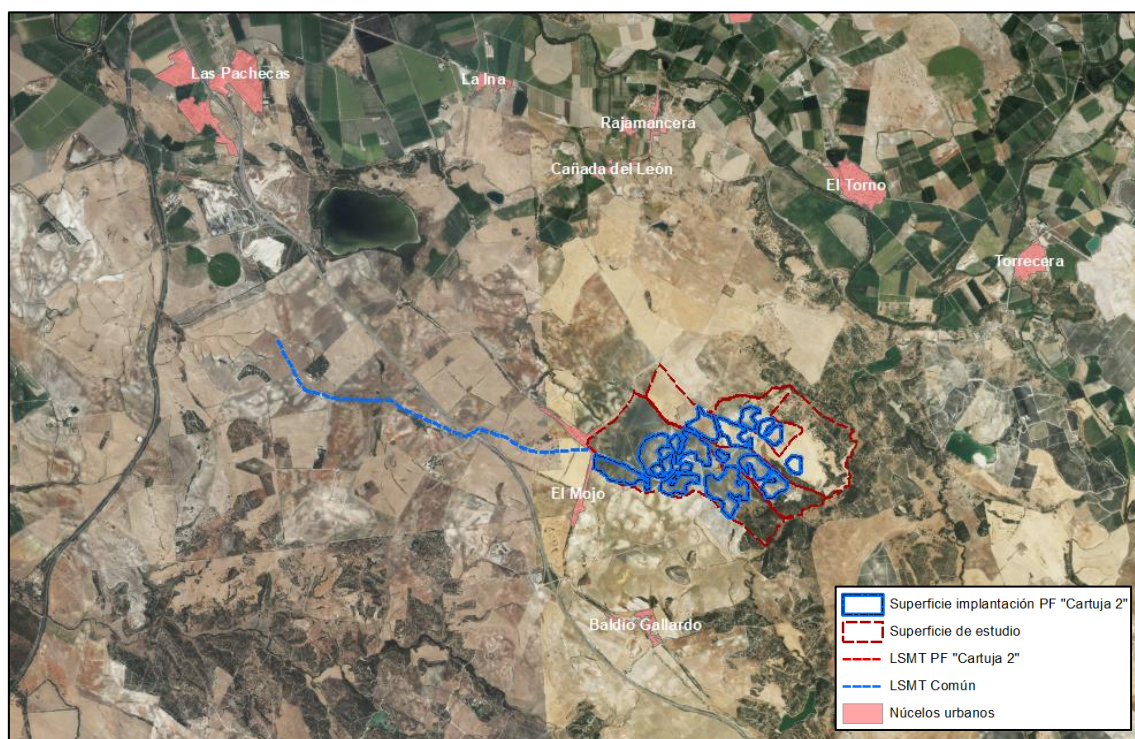 Las Pachecas
La Ina
Rajamancera
Cañada del León
El Torno
Torrecera
El Mojo
Baldío Gallardo
Superficie implantación PF "Cartuja 2"
Superficie de estudio
LSMT PF "Cartuja 2"
LSMT Común
Núcelos urbanos